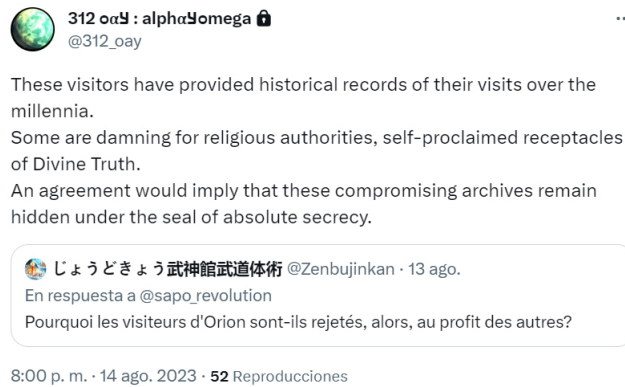 312 oαყ : alphαყomega 🔒
@312_oay
These visitors have provided historical records of their visits over the
millennia.
Some are damning for religious authorities, self-proclaimed receptacles
of Divine Truth.
An agreement would imply that these compromising archives remain
hidden under the seal of absolute secrecy.
じょうどきょう武神館武道体術 @Zenbujinkan · 13 ago.
En respuesta a @sapo_revolution
Pourquoi les visiteurs d'Orion sont-ils rejetés, alors, au profit des autres?
8:00 p. m. · 14 ago. 2023 · 52 Reproducciones